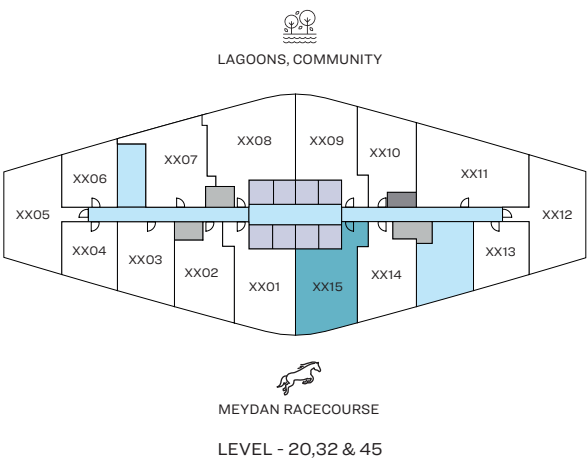 LAGOONS, COMMUNITY
XX08
XX09
XX10
XX07
XX11
XX06
XX05
XX12
XX04
XX03
XX02
XX01
XX15
XX14
XX13
MEYDAN RACECOURSE
LEVEL - 20,32 & 45